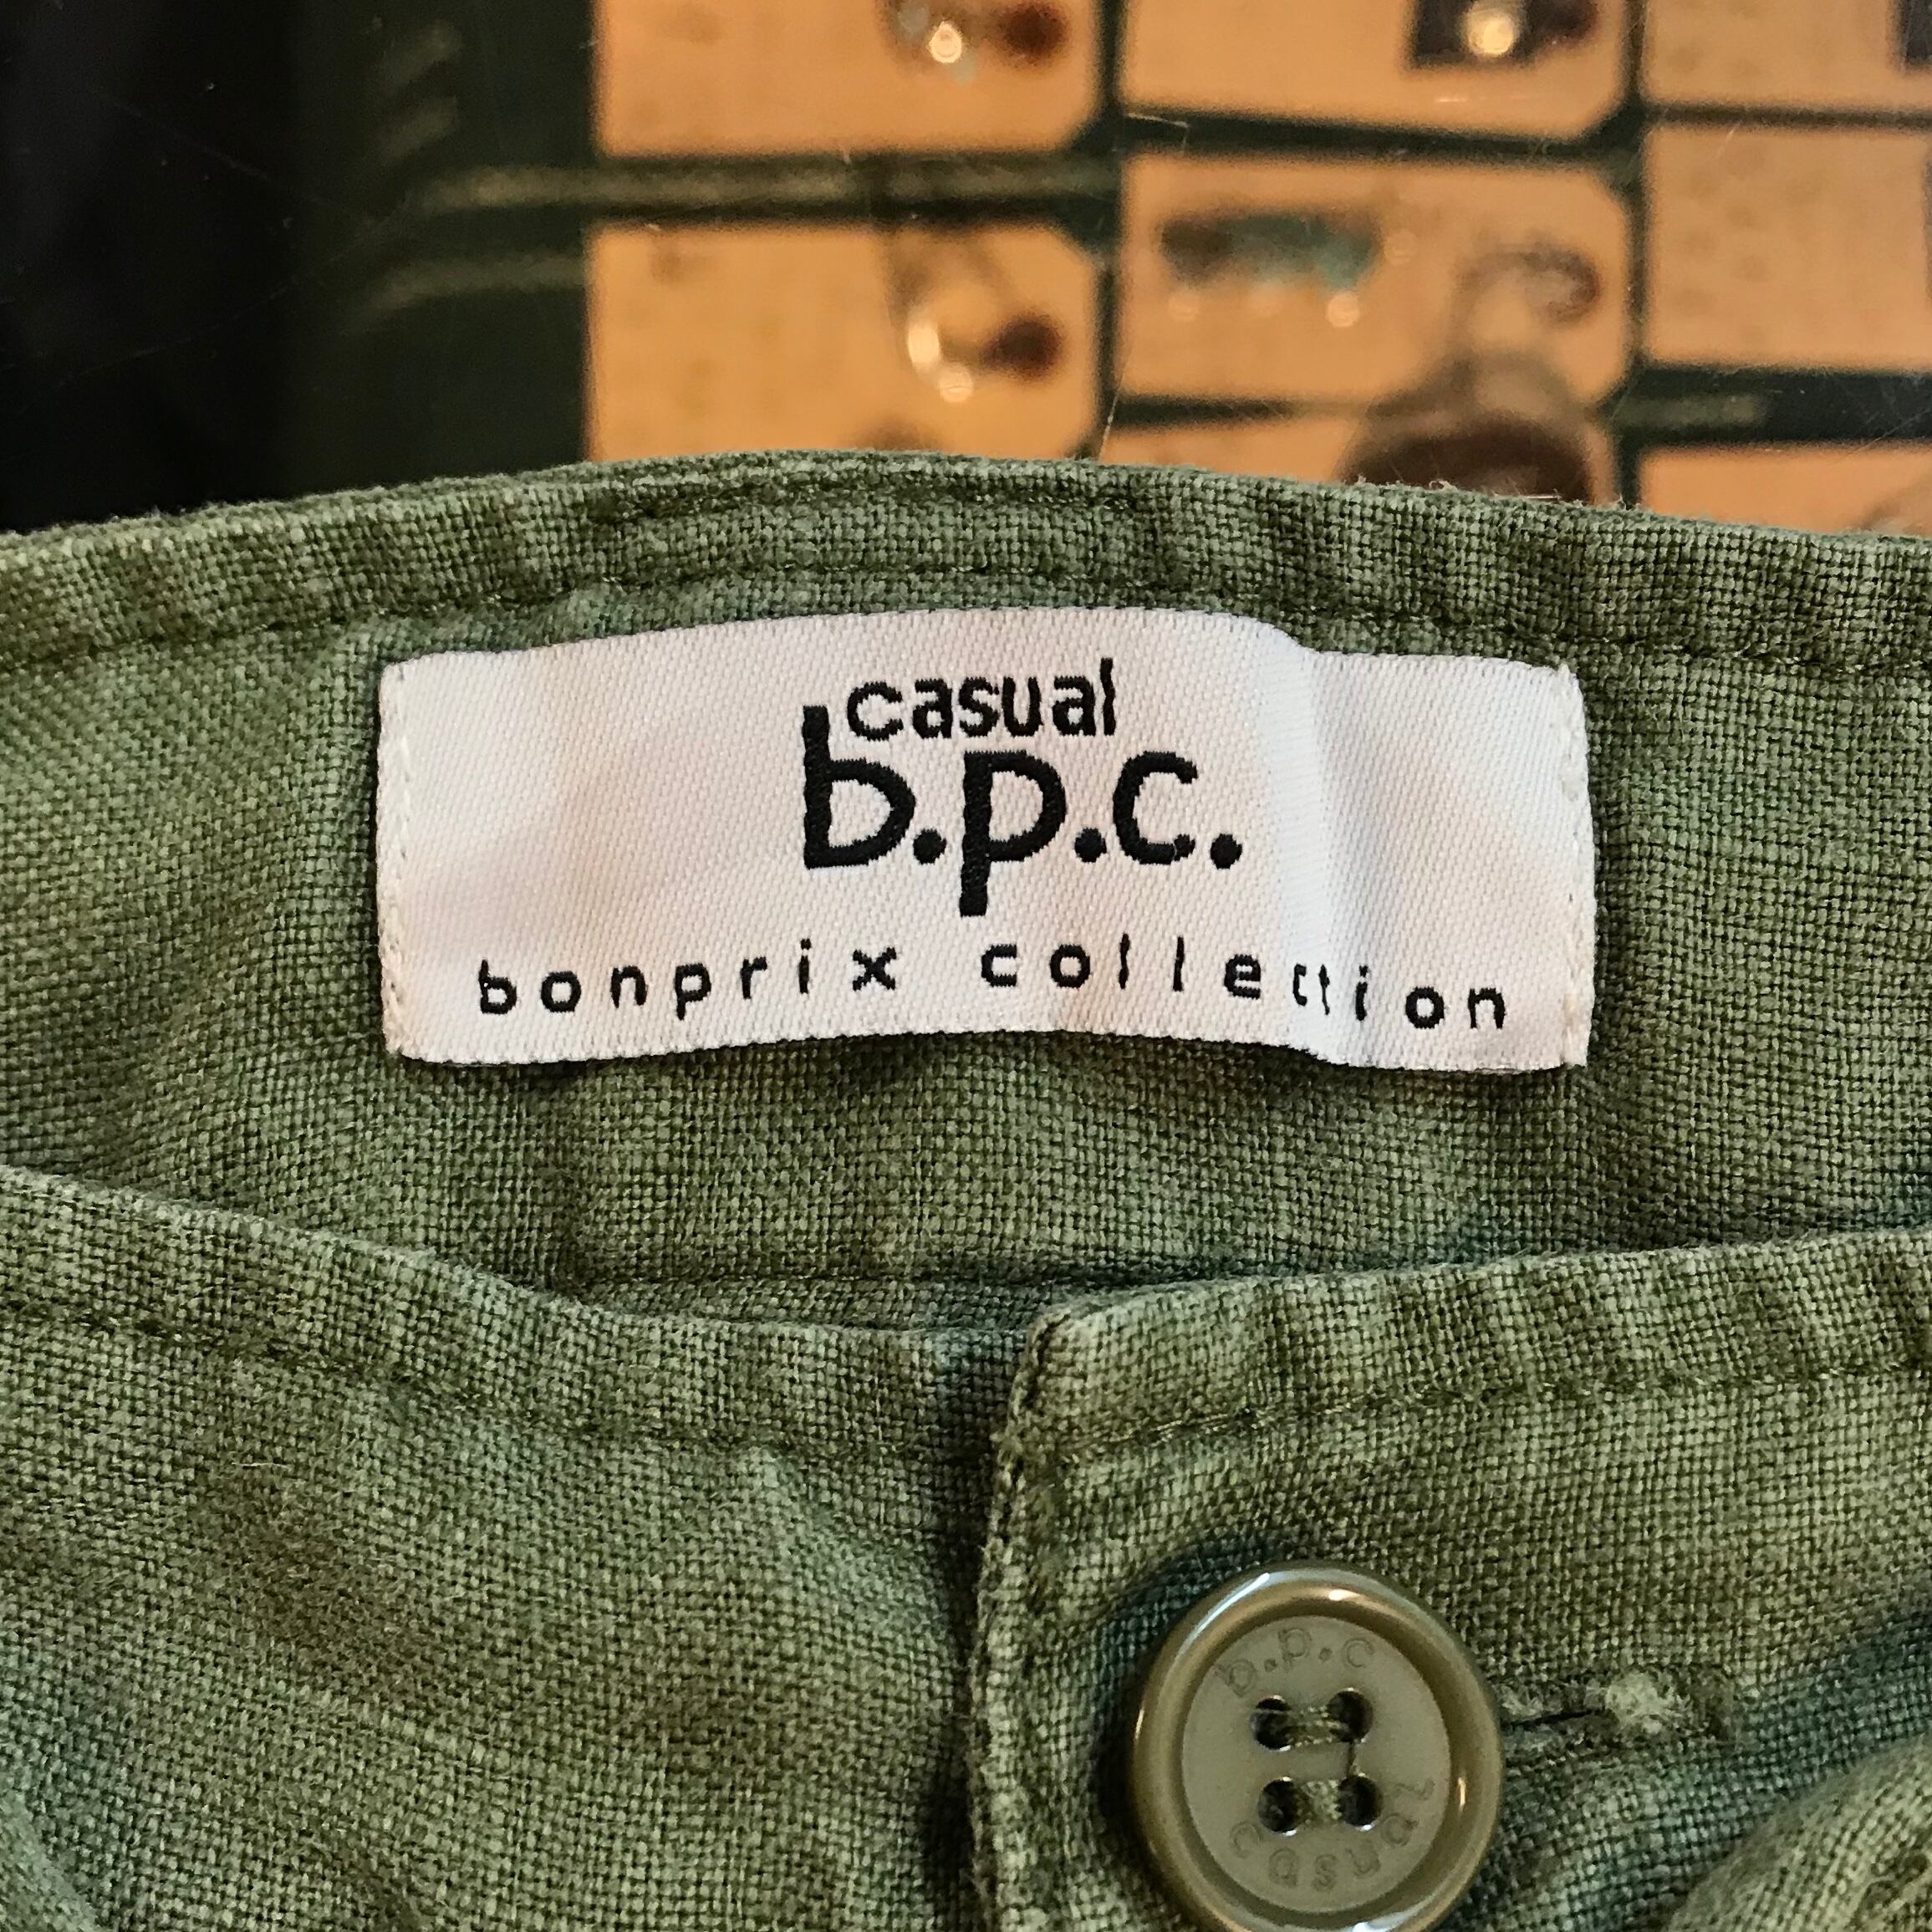 casual
b.p.c.
bonprix collection
b.p.c
casual